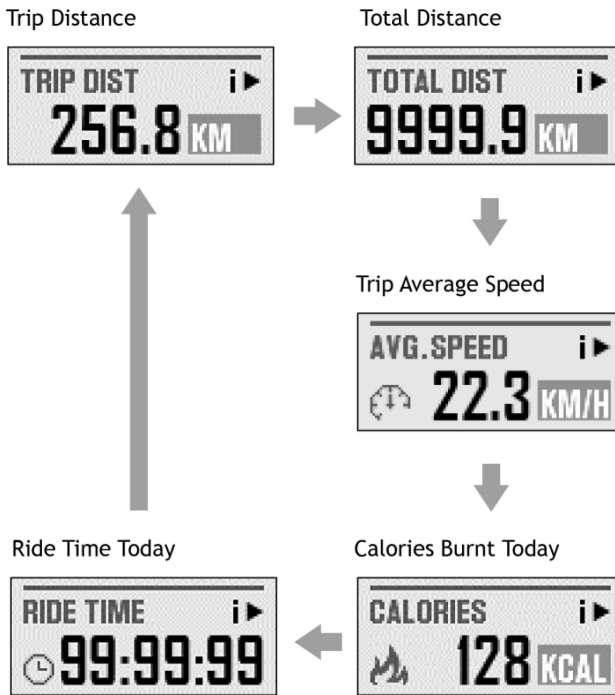 Trip Distance
TRIP DIST i
256.8 KM
Total Distance
TOTAL DIST i
9999.9 KM
Trip Average Speed
AVG.SPEED i
22.3 KM/H
Calories Burnt Today
CALORIES i
128 KCAL
Ride Time Today
RIDE TIME i
99:99:99